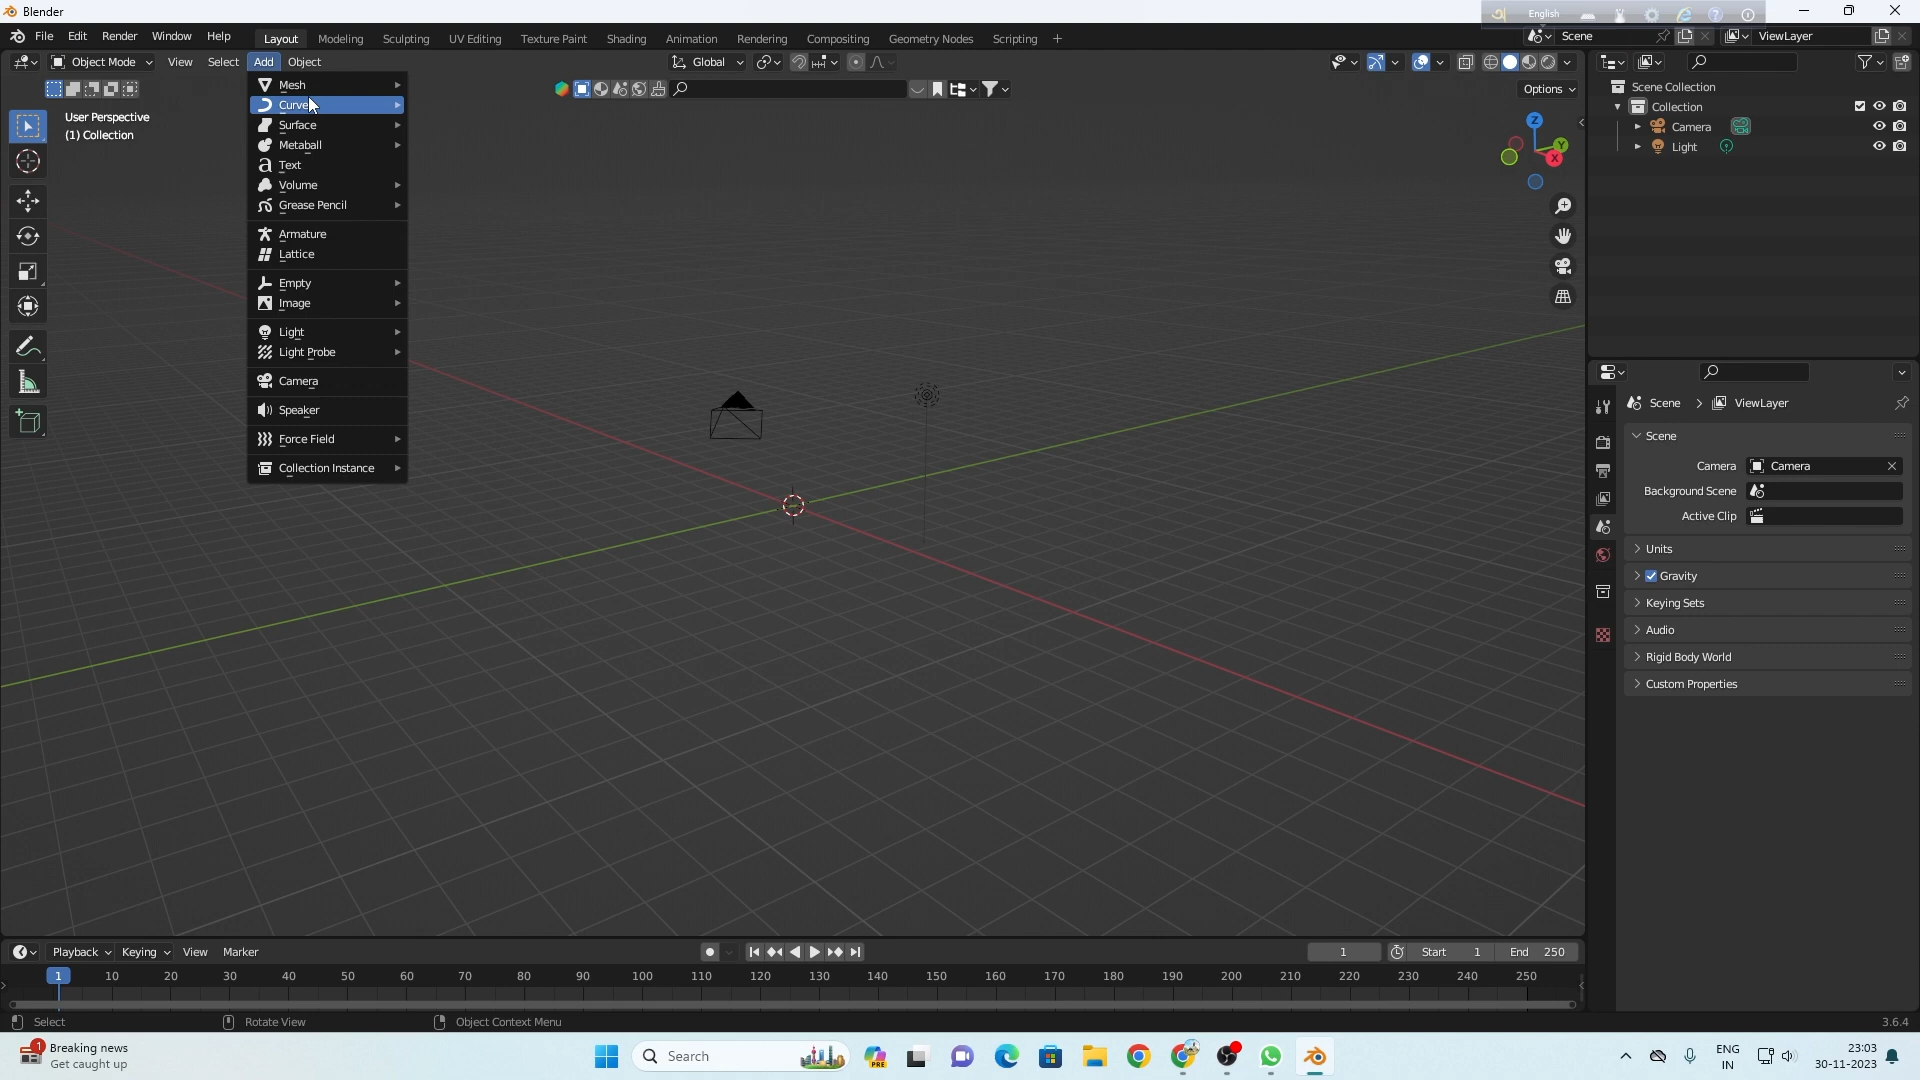 Blender
English
File Edit Render Window Help
Layout Modeling Sculpting UV Editing Texture Paint Shading Animation Rendering Compositing Geometry Nodes Scripting +
Scene
ViewLayer
Object Mode View Select Add Object
Global
Options
User Perspective
(1) Collection
Mesh
Curve
Surface
Metaball
Text
Volume
Grease Pencil
Armature
Lattice
Empty
Image
Light
Light Probe
Camera
Speaker
Force Field
Collection Instance
Z
Y
X
Scene Collection
Collection
Camera
Light
Scene > ViewLayer
Scene
Camera Camera
Background Scene
Active Clip
Units
Gravity
Keying Sets
Audio
Rigid Body World
Custom Properties
Playback Keying View Marker
1 Start 1 End 250
1 10 20 30 40 50 60 70 80 90 100 110 120 130 140 150 160 170 180 190 200 210 220 230 240 250
Select Rotate View Object Context Menu 3.6.4
1
Breaking news
Get caught up
Search
PRE
ENG
IN
23:03
30-11-2023